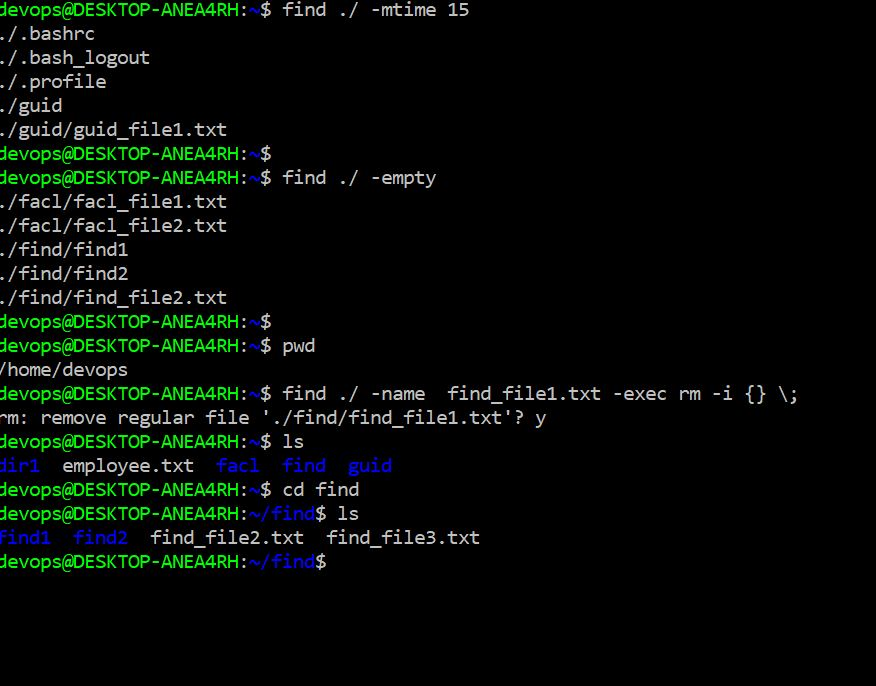 devops@DESKTOP-ANEA4RH:~$ find ./ -mtime 15
./.bashrc
./.bash_logout
./.profile
./guid
./guid/guid_file1.txt
devops@DESKTOP-ANEA4RH:~$
devops@DESKTOP-ANEA4RH:~$ find ./ -empty
./facl/facl_file1.txt
./facl/facl_file2.txt
./find/find1
./find/find2
./find/find_file2.txt
devops@DESKTOP-ANEA4RH:~$
devops@DESKTOP-ANEA4RH:~$ pwd
/home/devops
devops@DESKTOP-ANEA4RH:~$ find ./ -name  find_file1.txt -exec rm -i {} \;
rm: remove regular file './find/find_file1.txt'? y
devops@DESKTOP-ANEA4RH:~$ ls
dir1  employee.txt  facl  find  guid
devops@DESKTOP-ANEA4RH:~$ cd find
devops@DESKTOP-ANEA4RH:~/find$ ls
find1  find2  find_file2.txt  find_file3.txt
devops@DESKTOP-ANEA4RH:~/find$